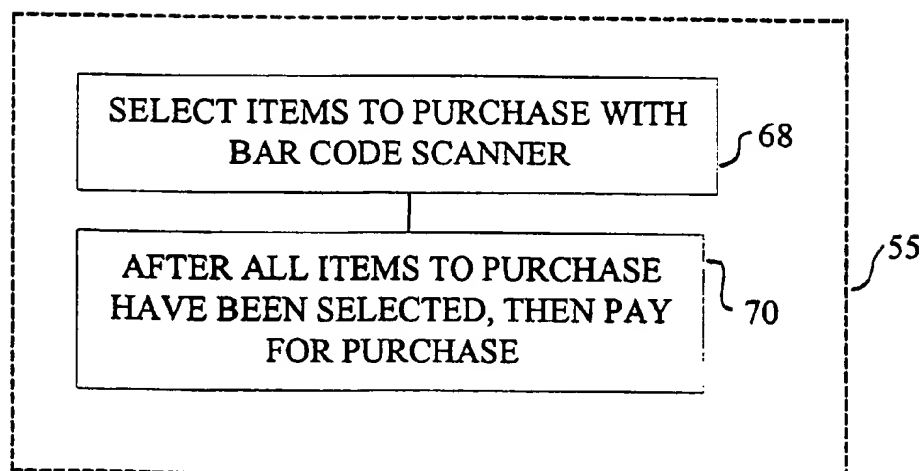 SELECT ITEMS TO PURCHASE WITH
BAR CODE SCANNER
68
AFTER ALL ITEMS TO PURCHASE
HAVE BEEN SELECTED, THEN PAY
FOR PURCHASE
70
55